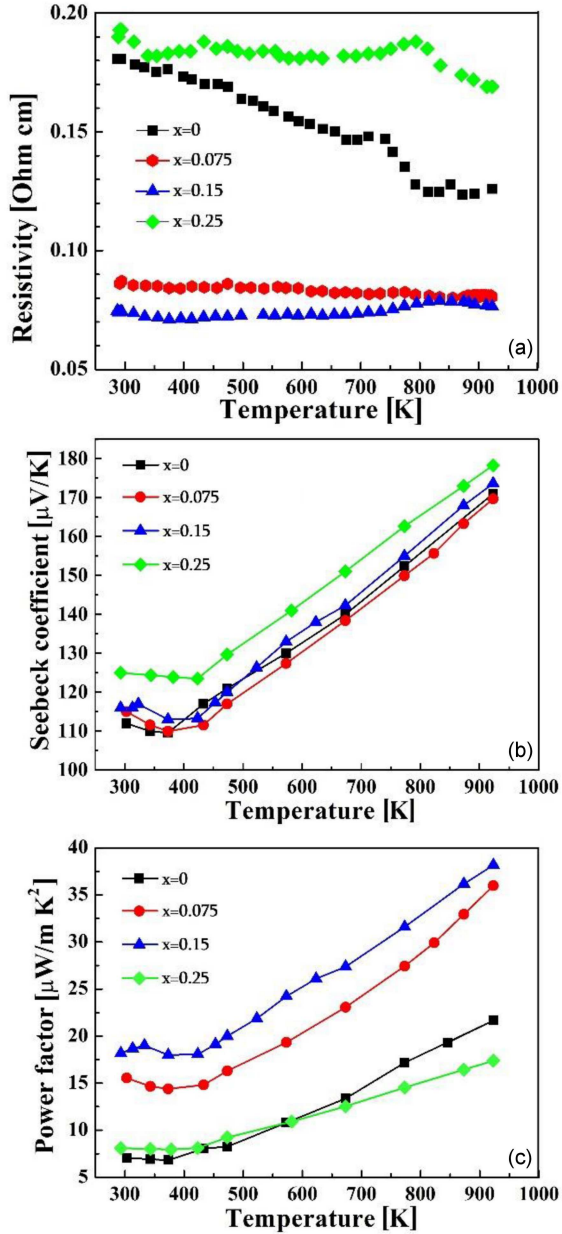 0.20
0.15
0.10
0.05
Resistivity [Ohm cm]
x=0
x=0.075
x=0.15
x=0.25
(a)
300 400 500 600 700 800 900 1000
Temperature [K]
180
170
160
150
140
130
120
110
100
Seebeck coefficient [μV/K]
x=0
x=0.075
x=0.15
x=0.25
(b)
300 400 500 600 700 800 900 1000
Temperature [K]
40
35
30
25
20
15
10
5
Power factor [μW/m K²]
x=0
x=0.075
x=0.15
x=0.25
(c)
300 400 500 600 700 800 900 1000
Temperature [K]